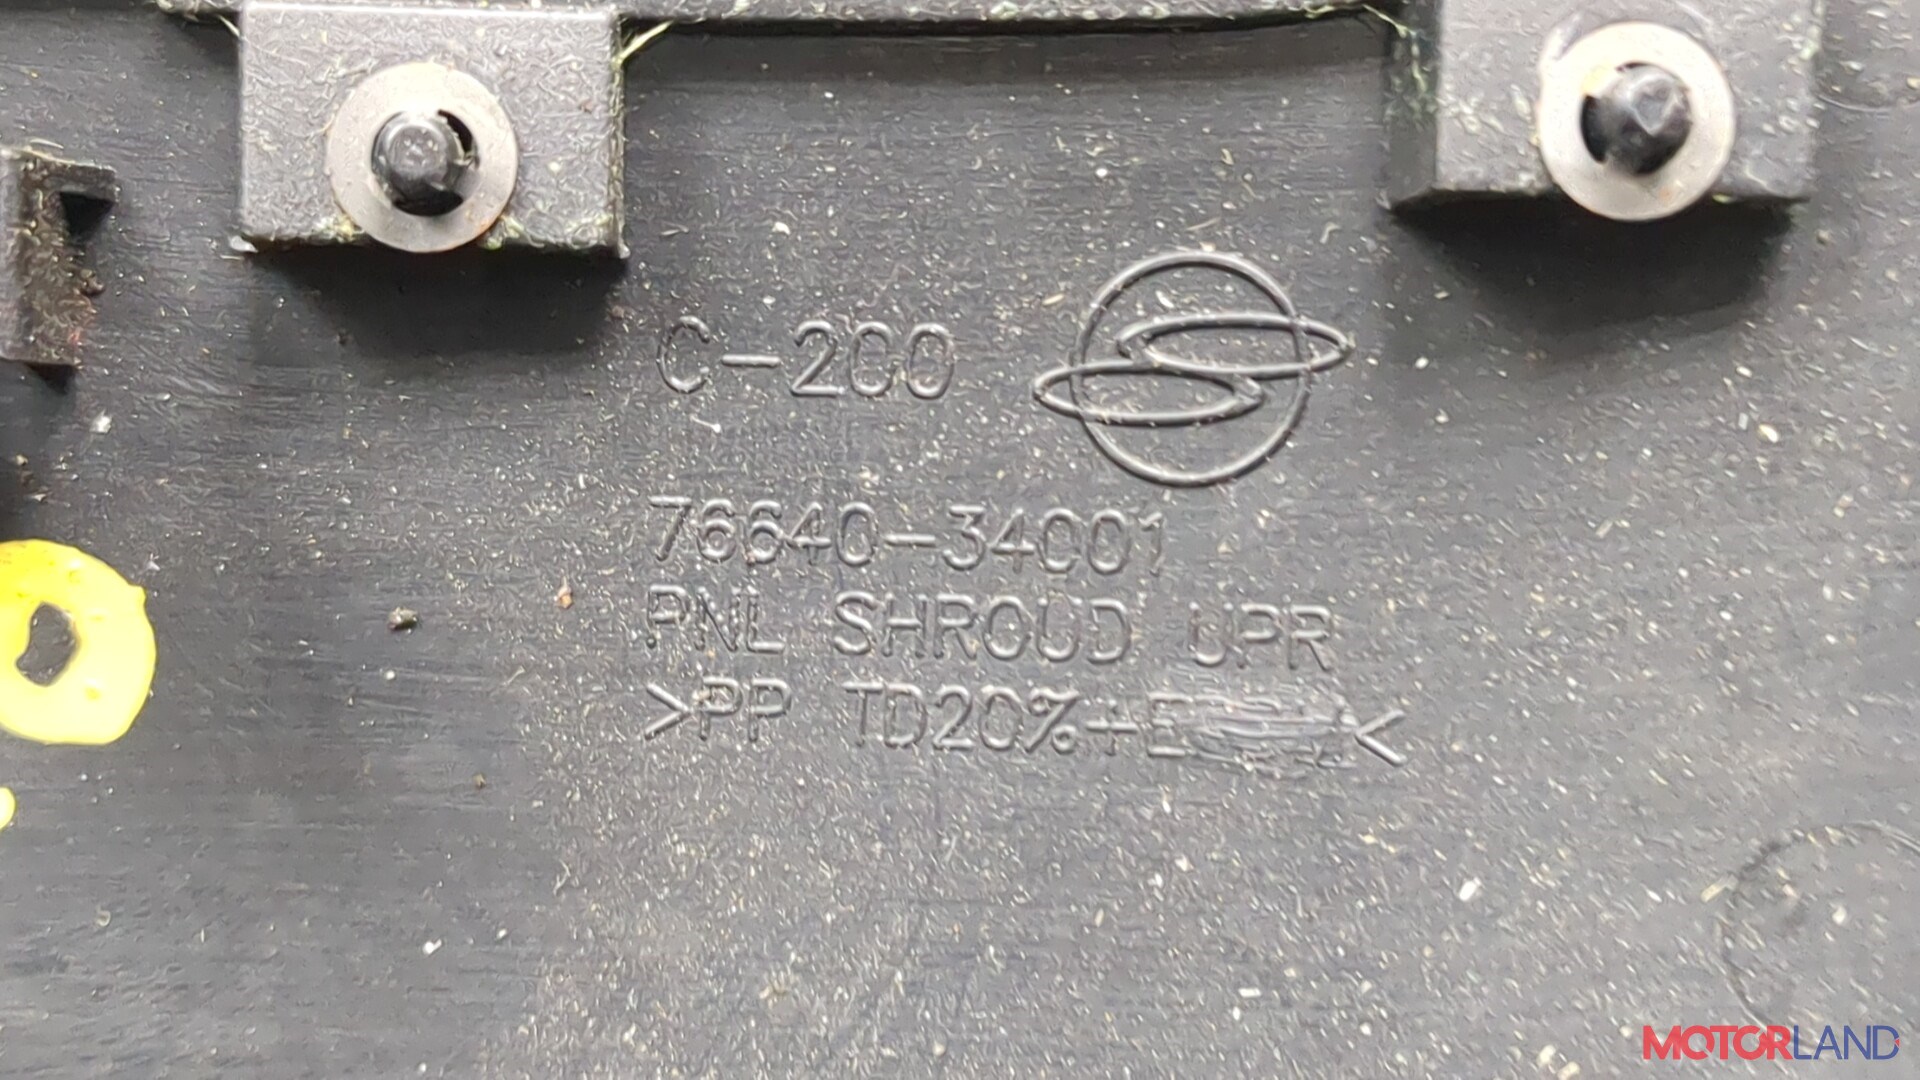 C-200
76640-34001
PNL SHROUD UPR
>PP TD20%+E    <
MOTORLAND